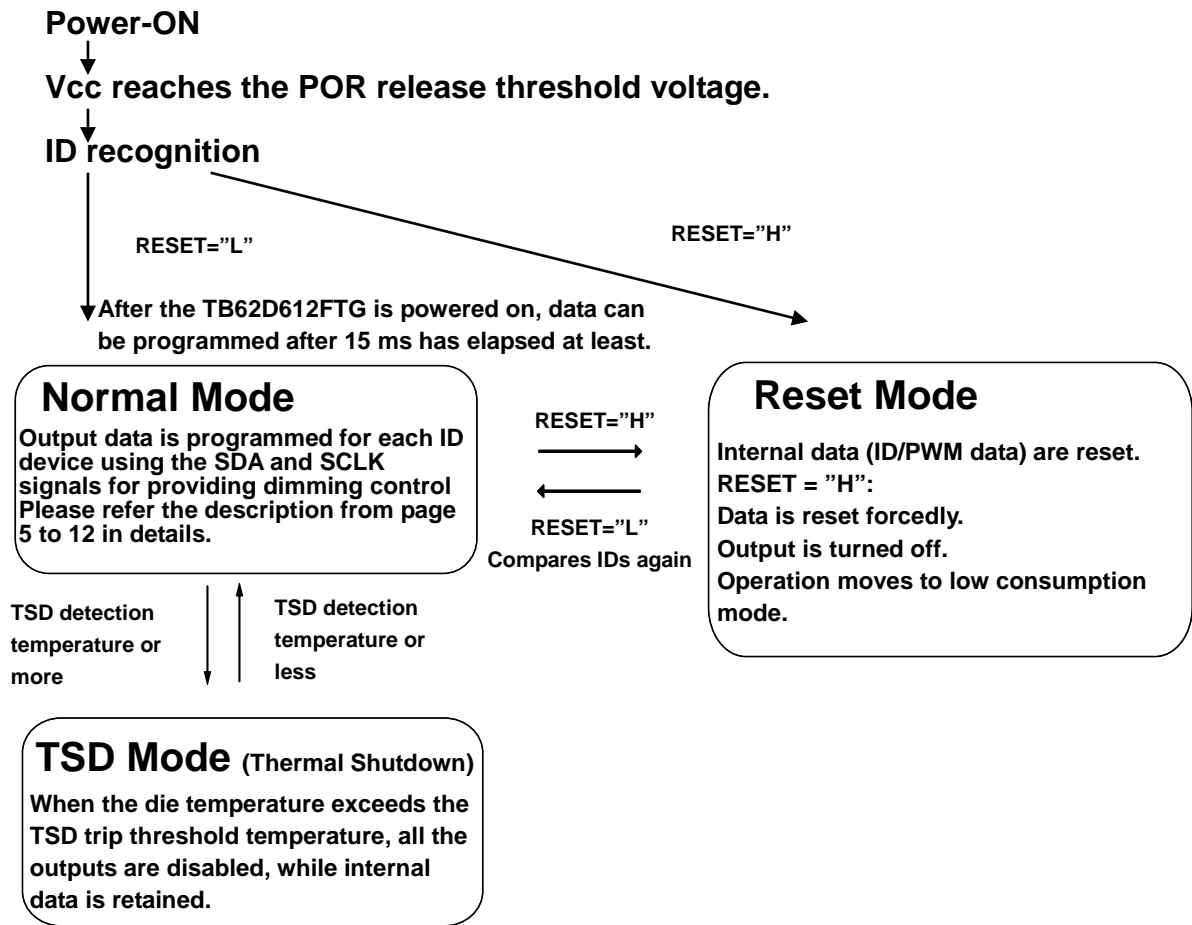 Power-ON
Vcc reaches the POR release threshold voltage.
ID recognition
RESET=”L”
RESET=”H”
After the TB62D612FTG is powered on, data can
be programmed after 15 ms has elapsed at least.
Normal Mode
Output data is programmed for each ID
device using the SDA and SCLK
signals for providing dimming control
Please refer the description from page
5 to 12 in details.
RESET=”H”
RESET=”L”
Compares IDs again
Reset Mode
Internal data (ID/PWM data) are reset.
RESET = ”H”:
Data is reset forcedly.
Output is turned off.
Operation moves to low consumption
mode.
TSD detection
temperature or
more
TSD detection
temperature or
less
TSD Mode (Thermal Shutdown)
When the die temperature exceeds the
TSD trip threshold temperature, all the
outputs are disabled, while internal
data is retained.